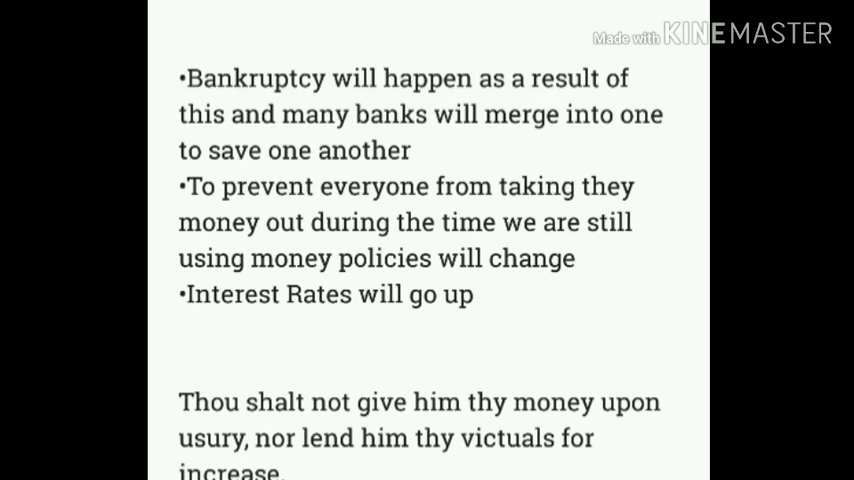 Made with KINEMASTER
•Bankruptcy will happen as a result of
this and many banks will merge into one
to save one another
•To prevent everyone from taking they
money out during the time we are still
using money policies will change
•Interest Rates will go up
Thou shalt not give him thy money upon
usury, nor lend him thy victuals for
increase.